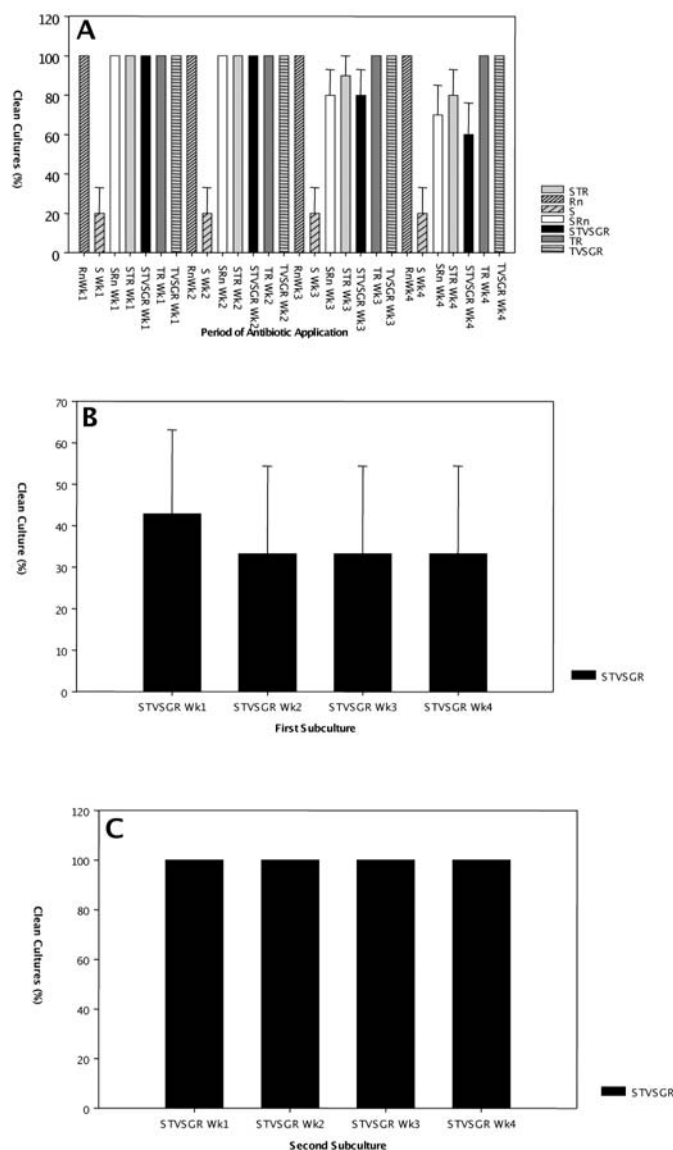 A
120
100
80
60
40
20
0
Clean Cultures (%)
RnWk1
S Wk1
SRn Wk1
STR Wk1
STVSGR Wk1
TR Wk1
TVSGR Wk1
RnWk2
S Wk2
SRn Wk2
STR Wk2
STVSGR Wk2
TR Wk2
TVSGR Wk2
RnWk3
S Wk3
SRn Wk3
STR Wk3
STVSGR Wk3
TR Wk3
TVSGR Wk3
RnWk4
S Wk4
SRn Wk4
STR Wk4
STVSGR Wk4
TR Wk4
TVSGR Wk4
Period of Antibiotic Application
STR
Rn
S
SRn
STVSGR
TR
TVSGR
B
70
60
50
40
30
20
10
0
Clean Culture (%)
STVSGR Wk1 STVSGR Wk2 STVSGR Wk3 STVSGR Wk4
First Subculture
STVSGR
C
120
100
80
60
40
20
0
Clean Cultures (%)
STVSGR Wk1 STVSGR Wk2 STVSGR Wk3 STVSGR Wk4
Second Subculture
STVSGR